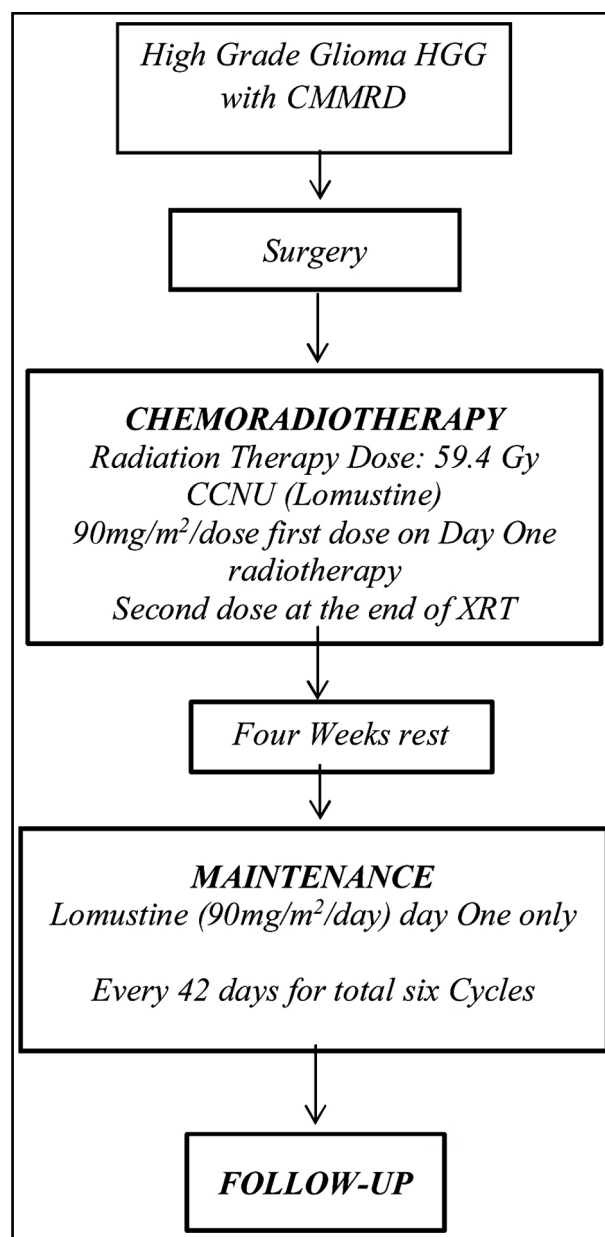 High Grade Glioma HGG
with CMMRD
Surgery
CHEMORADIOTHERAPY
Radiation Therapy Dose: 59.4 Gy
CCNU (Lomustine)
90mg/m²/dose first dose on Day One
radiotherapy
Second dose at the end of XRT
Four Weeks rest
MAINTENANCE
Lomustine (90mg/m²/day) day One only
Every 42 days for total six Cycles
FOLLOW-UP